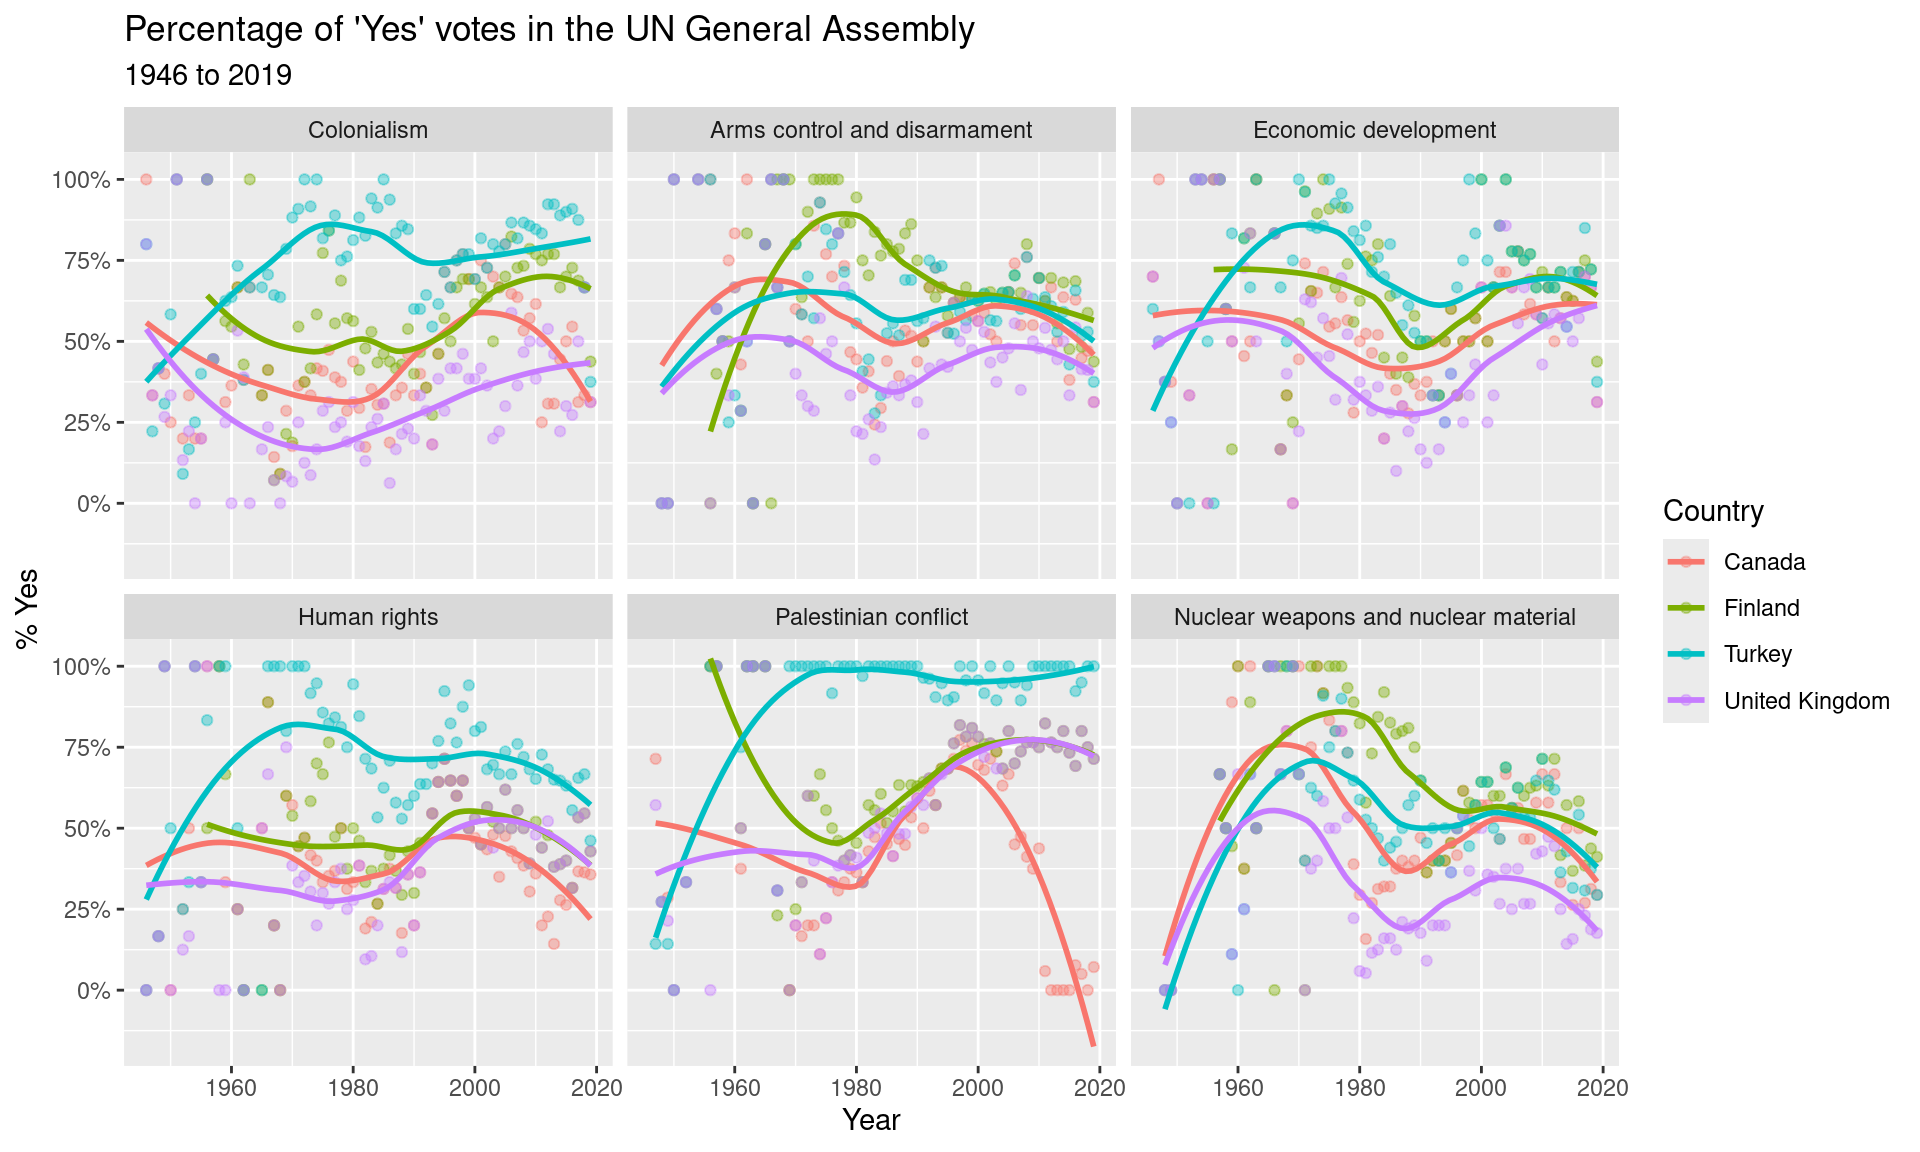 Percentage of 'Yes' votes in the UN General Assembly
1946 to 2019
Colonialism
Arms control and disarmament
Economic development
100%
75%
50%
25%
0%
% Yes
Human rights
Palestinian conflict
Nuclear weapons and nuclear material
100%
75%
50%
25%
0%
1960 1980 2000 2020
1960 1980 2000 2020
1960 1980 2000 2020
Year
Country
Canada
Finland
Turkey
United Kingdom